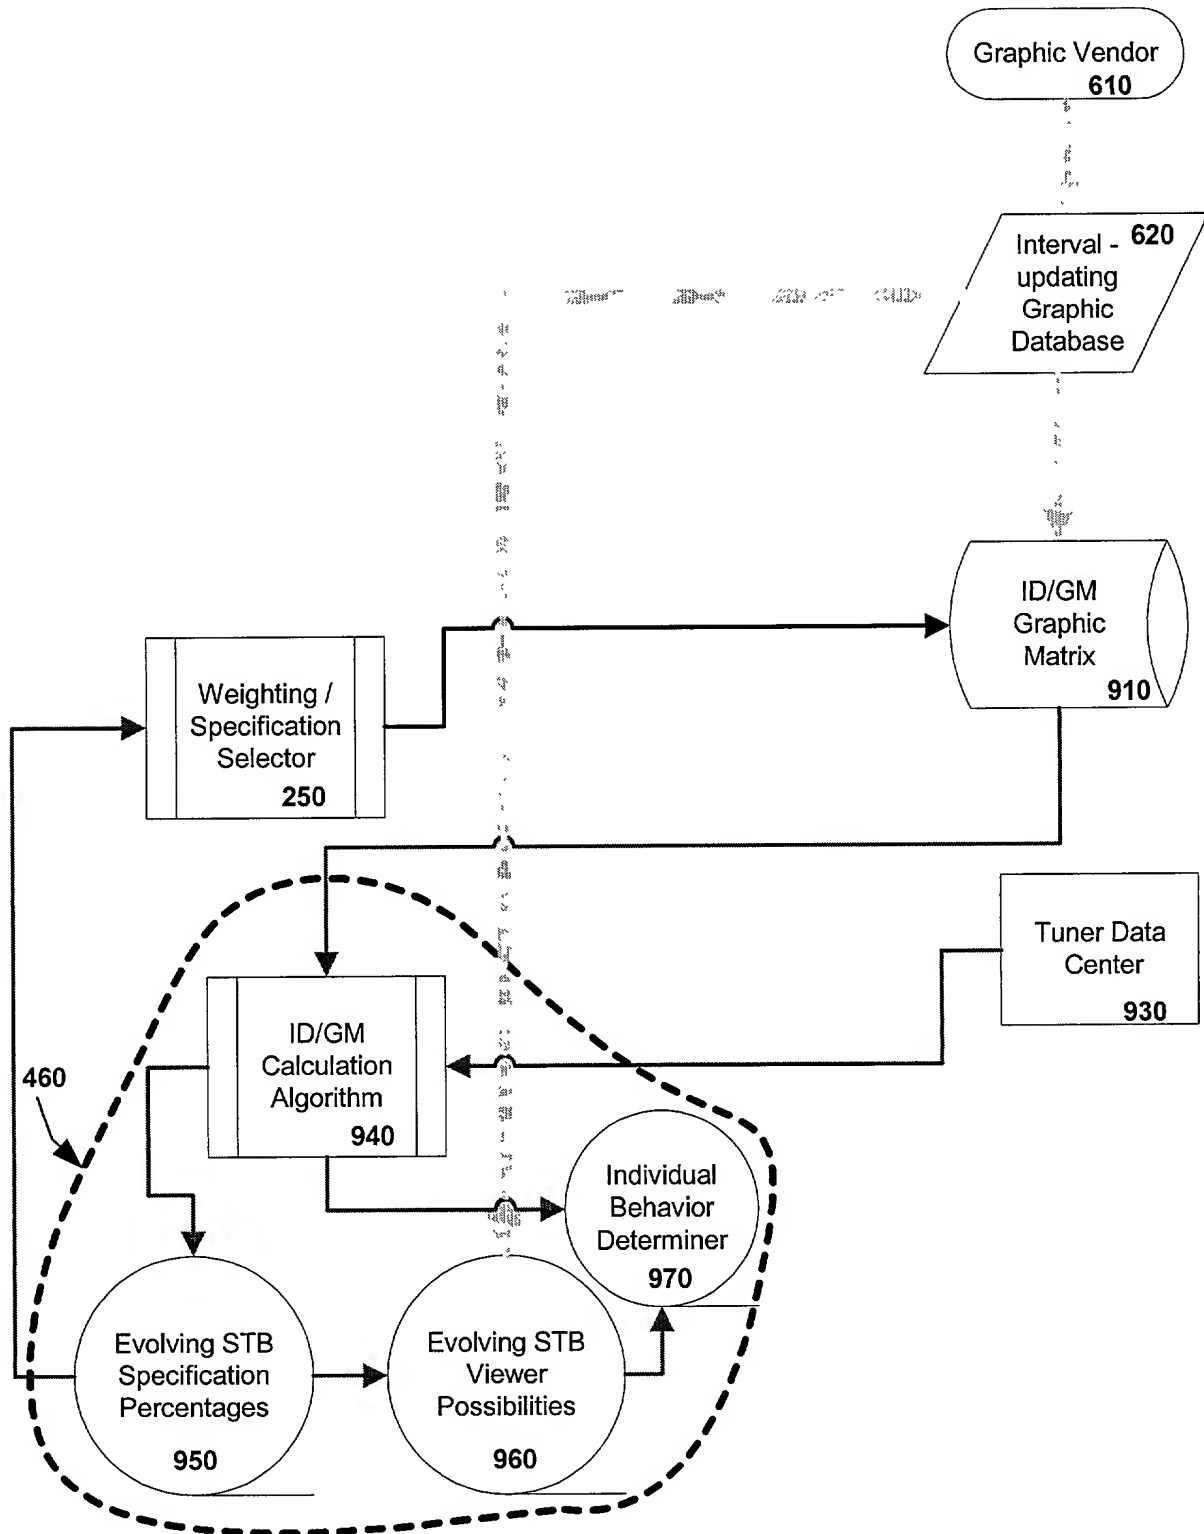 Graphic Vendor
610
Interval - 620
updating
Graphic
Database
ID/GM
Graphic
Matrix
910
Weighting /
Specification
Selector
250
Tuner Data
Center
930
ID/GM
Calculation
Algorithm
940
460
Individual
Behavior
Determiner
970
Evolving STB
Specification
Percentages
950
Evolving STB
Viewer
Possibilities
960